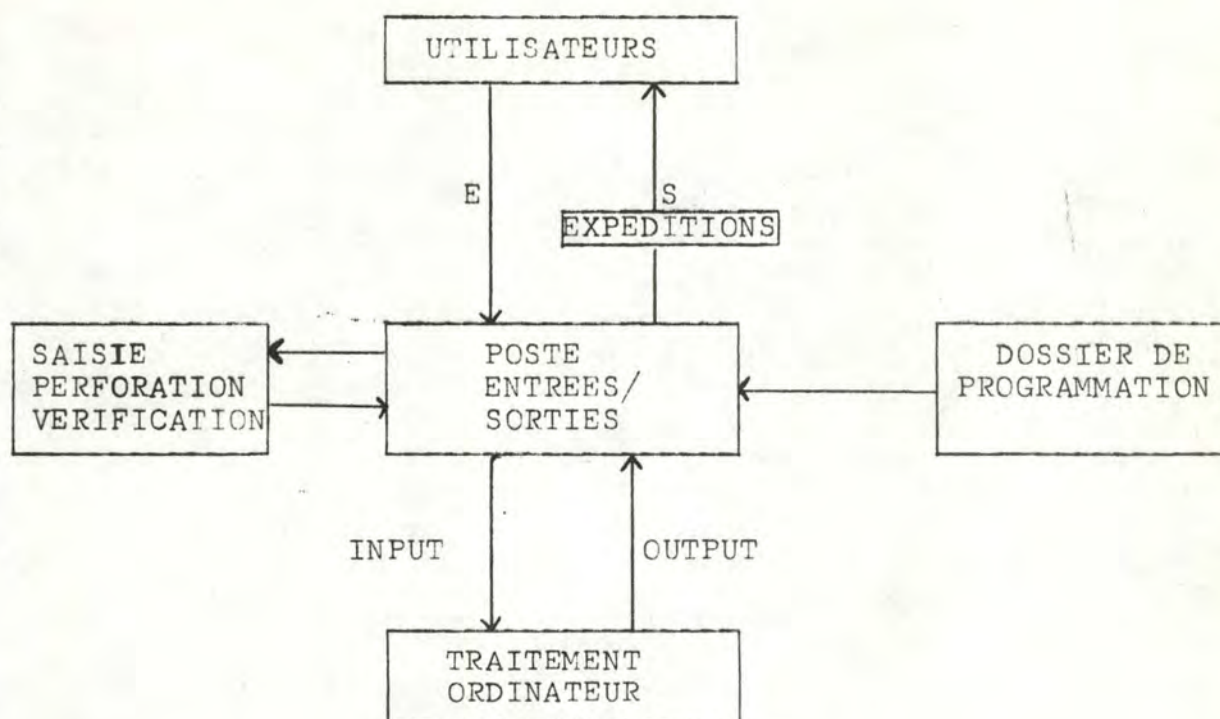 UTILISATEURS
E
S
EXPEDITIONS
SAISIE
PERFORATION
VERIFICATION
POSTE
ENTREES/
SORTIES
DOSSIER DE
PROGRAMMATION
INPUT
OUTPUT
TRAITEMENT
ORDINATEUR